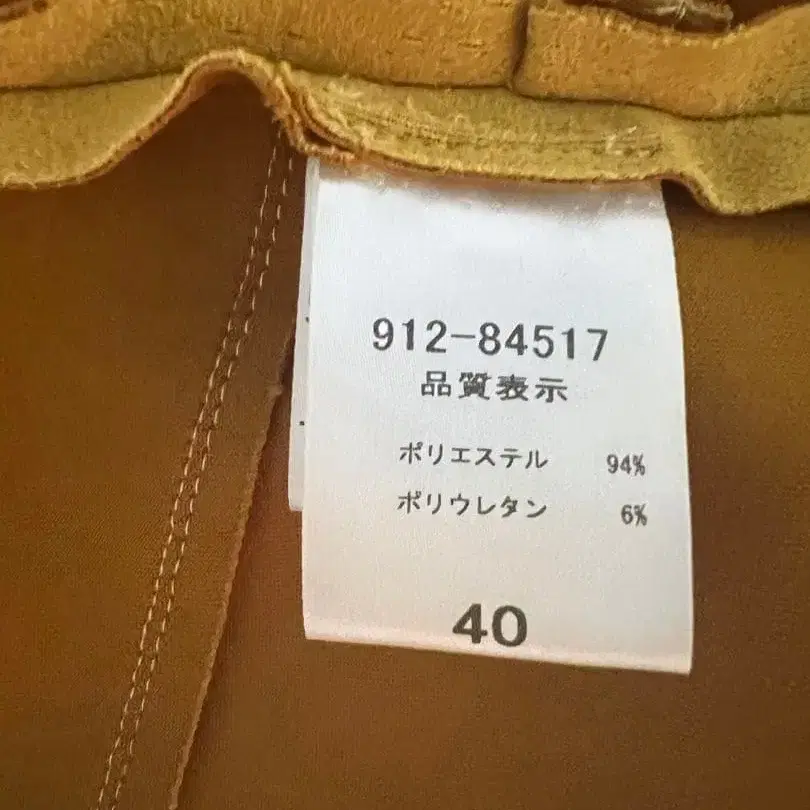 912-84517
品質表示
ポリエステル 94%
ポリウレタン 6%
40